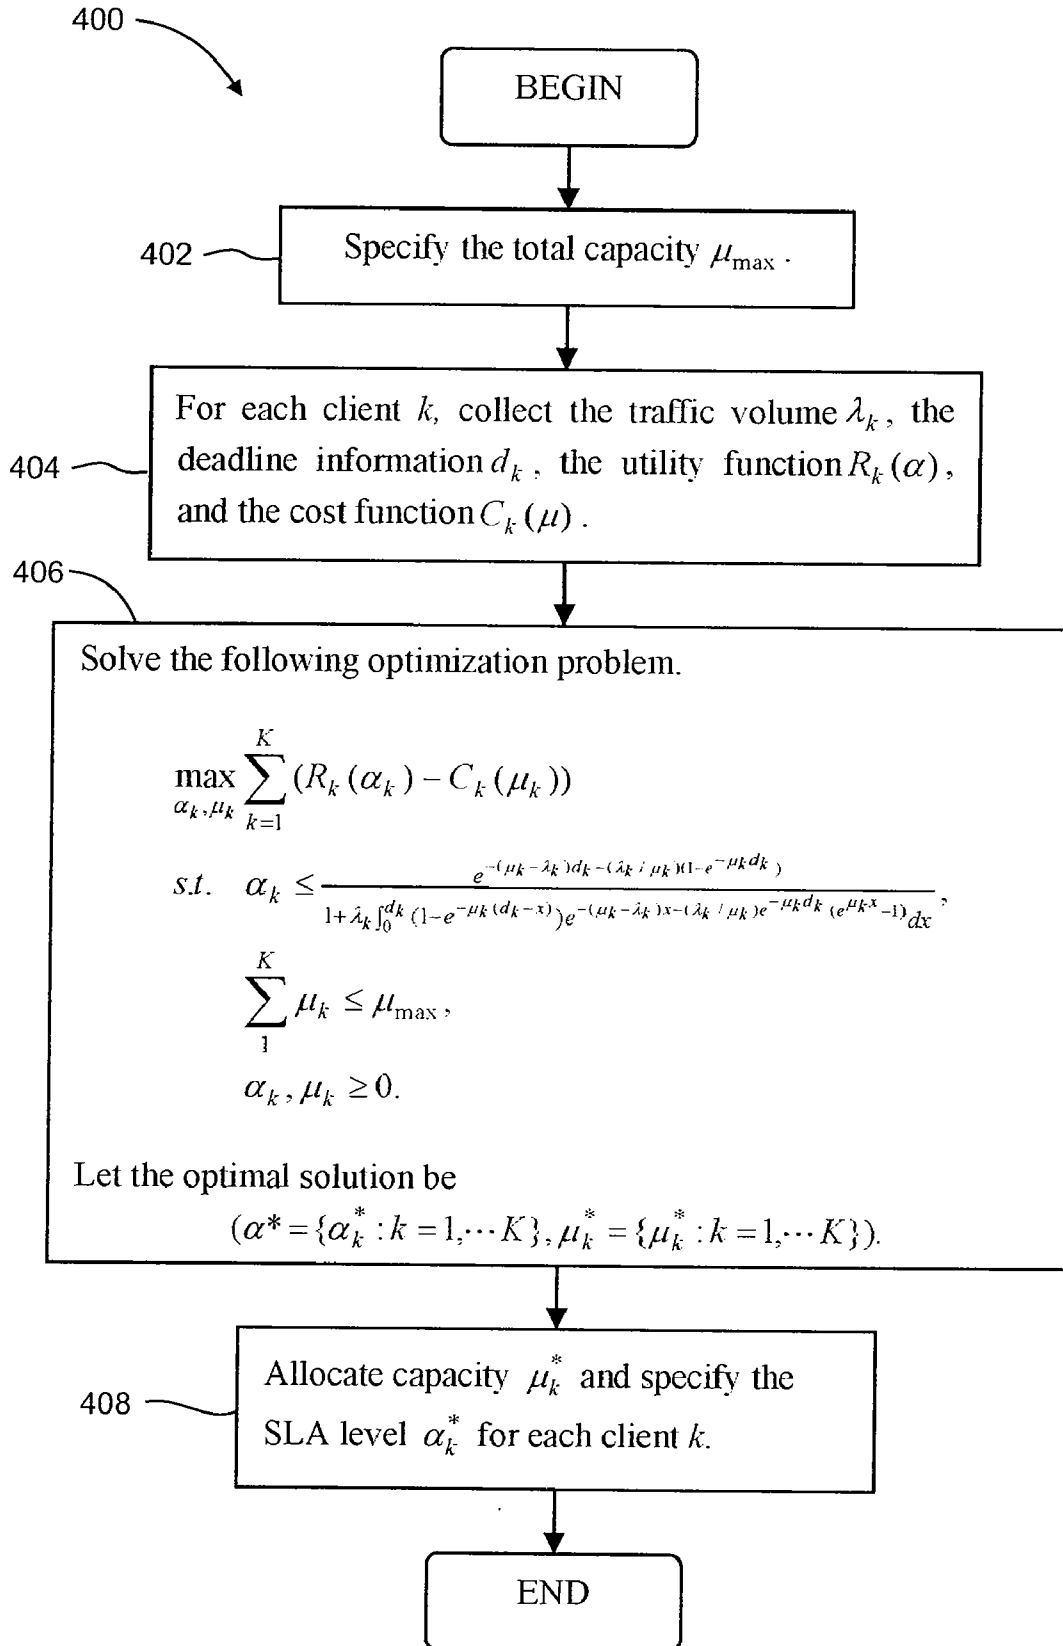 400
BEGIN
402
Specify the total capacity μ_max .
404
For each client k, collect the traffic volume λ_k, the
deadline information d_k, the utility function R_k(α),
and the cost function C_k(μ).
406
Solve the following optimization problem.
max_{α_k, μ_k} ∑_{k=1}^{K} (R_k(α_k) − C_k(μ_k))
s.t. α_k ≤ \frac{e^{−(μ_k−λ_k)d_k−(λ_k/μ_k)(1−e^{−μ_k d_k})}}{1+λ_k ∫_0^{d_k} (1−e^{−μ_k(d_k−x)})e^{−(μ_k−λ_k)x−(λ_k/μ_k)e^{−μ_k d_k}(e^{μ_k x}−1)} dx},
∑_{1}^{K} μ_k ≤ μ_max,
α_k, μ_k ≥ 0.
Let the optimal solution be
(α* = {α_k^* : k = 1,⋯ K}, μ_k^* = {μ_k^* : k = 1,⋯ K}).
408
Allocate capacity μ_k^* and specify the
SLA level α_k^* for each client k.
END